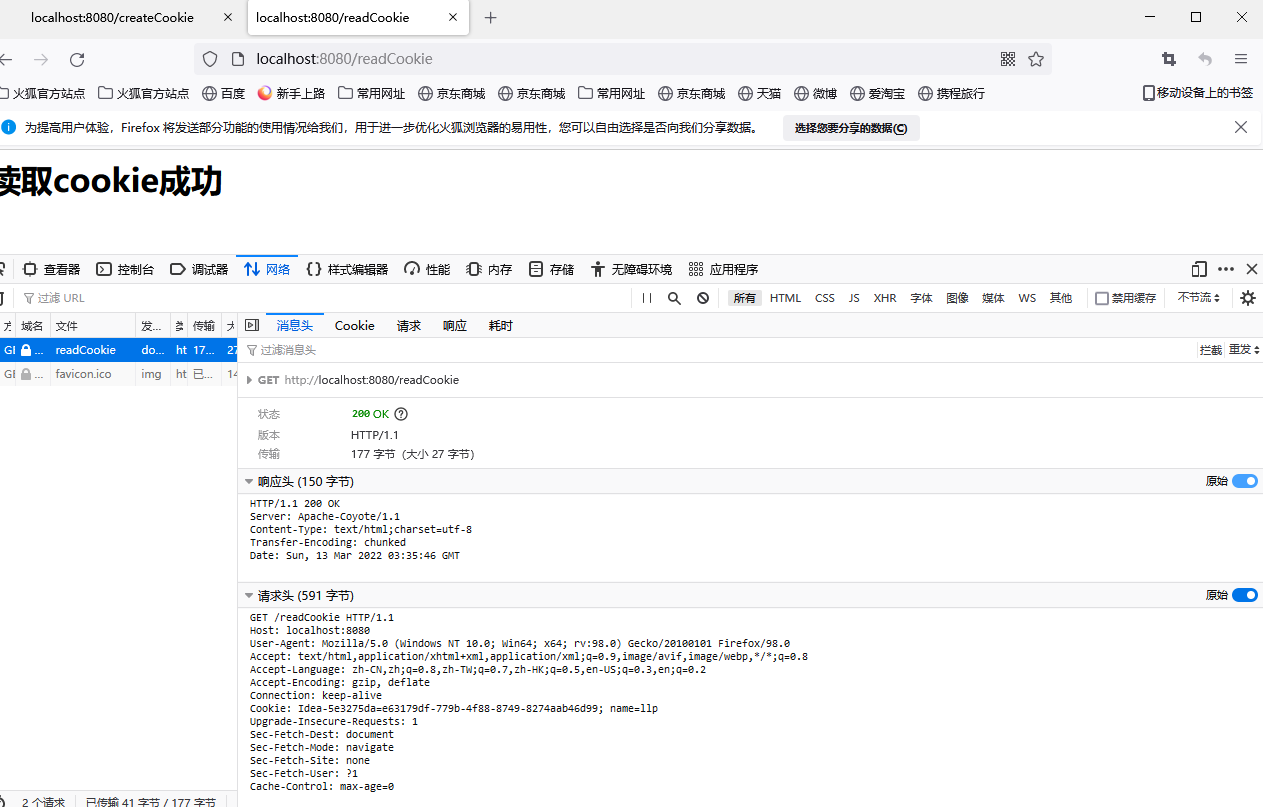 localhost:8080/createCookie
localhost:8080/readCookie
localhost:8080/readCookie
火狐官方站点 火狐官方站点 百度 新手上路 常用网址 京东商城 京东商城 常用网址 京东商城 天猫 微博 爱淘宝 携程旅行 移动设备上的书签
为提高用户体验，Firefox 将发送部分功能的使用情况给我们，用于进一步优化火狐浏览器的易用性，您可以自由选择是否向我们分享数据。 选择您要分享的数据(C)
读取cookie成功
查看器 控制台 调试器 网络 样式编辑器 性能 内存 存储 无障碍环境 应用程序
过滤 URL 所有 HTML CSS JS XHR 字体 图像 媒体 WS 其他 禁用缓存 不节流
域名 文件 发... 类 传输 大 消息头 Cookie 请求 响应 耗时
... readCookie do... ht 17... 27 过滤消息头 拦截 重发
... favicon.ico img ht 已... 14
GET http://localhost:8080/readCookie
状态 200 OK
版本 HTTP/1.1
传输 177 字节（大小 27 字节）
响应头 (150 字节) 原始
HTTP/1.1 200 OK
Server: Apache-Coyote/1.1
Content-Type: text/html;charset=utf-8
Transfer-Encoding: chunked
Date: Sun, 13 Mar 2022 03:35:46 GMT
请求头 (591 字节) 原始
GET /readCookie HTTP/1.1
Host: localhost:8080
User-Agent: Mozilla/5.0 (Windows NT 10.0; Win64; x64; rv:98.0) Gecko/20100101 Firefox/98.0
Accept: text/html,application/xhtml+xml,application/xml;q=0.9,image/avif,image/webp,*/*;q=0.8
Accept-Language: zh-CN,zh;q=0.8,zh-TW;q=0.7,zh-HK;q=0.5,en-US;q=0.3,en;q=0.2
Accept-Encoding: gzip, deflate
Connection: keep-alive
Cookie: Idea-5e3275da=e63179df-779b-4f88-8749-8274aab46d99; name=llp
Upgrade-Insecure-Requests: 1
Sec-Fetch-Dest: document
Sec-Fetch-Mode: navigate
Sec-Fetch-Site: none
Sec-Fetch-User: ?1
Cache-Control: max-age=0
2 个请求 已传输 41 字节 / 177 字节